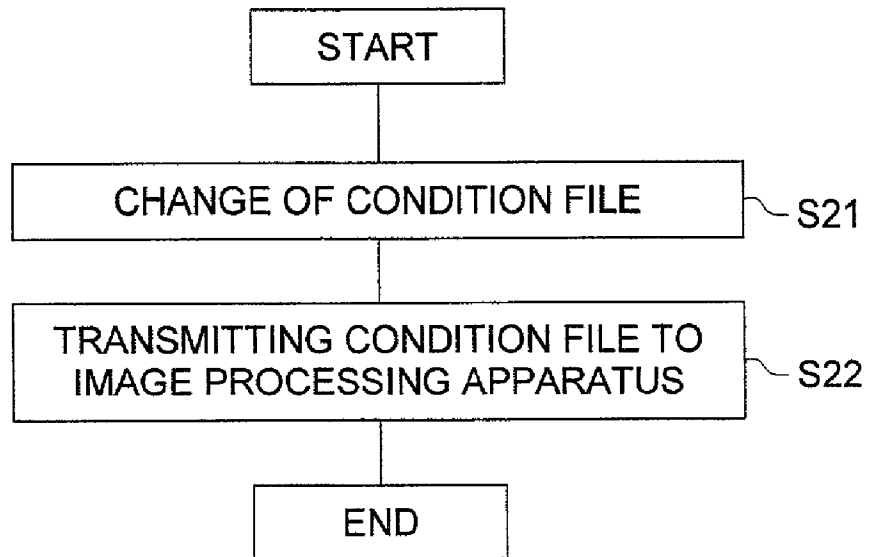 START
CHANGE OF CONDITION FILE
S21
TRANSMITTING CONDITION FILE TO
IMAGE PROCESSING APPARATUS
S22
END